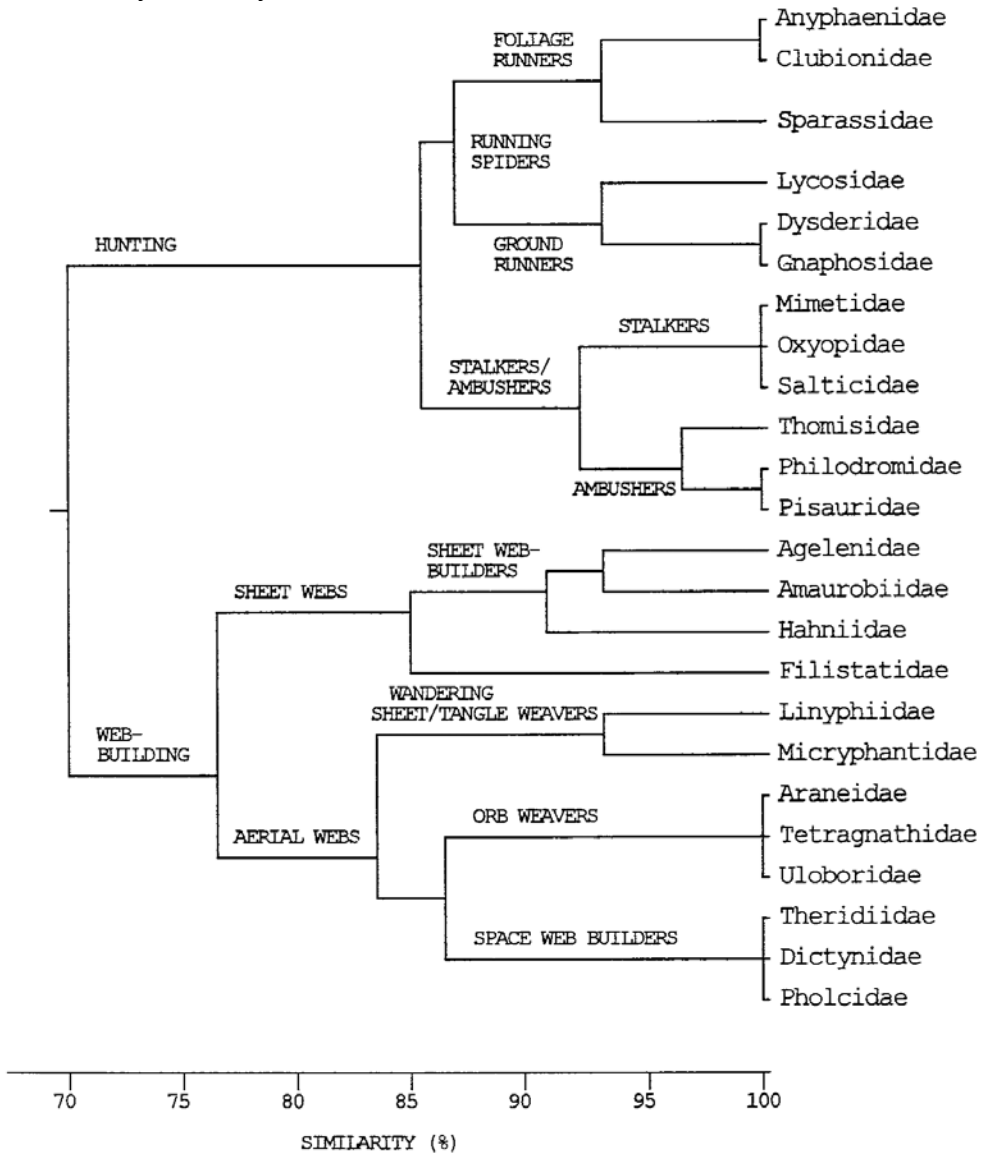 Anyphaenidae
FOLIAGE
RUNNERS
Clubionidae
Sparassidae
RUNNING
SPIDERS
Lycosidae
Dysderidae
HUNTING
GROUND
RUNNERS
Gnaphosidae
Mimetidae
STALKERS
Oxyopidae
STALKERS/
AMBUSHERS
Salticidae
Thomisidae
Philodromidae
AMBUSHERS
Pisauridae
SHEET WEB-
BUILDERS
Agelenidae
SHEET WEBS
Amaurobiidae
Hahniidae
Filistatidae
WANDERING
SHEET/TANGLE WEAVERS
Linyphiidae
WEB-
BUILDING
Micryphantidae
Araneidae
ORB WEAVERS
AERIAL WEBS
Tetragnathidae
Uloboridae
Theridiidae
SPACE WEB BUILDERS
Dictynidae
Pholcidae
70 75 80 85 90 95 100
SIMILARITY (%)